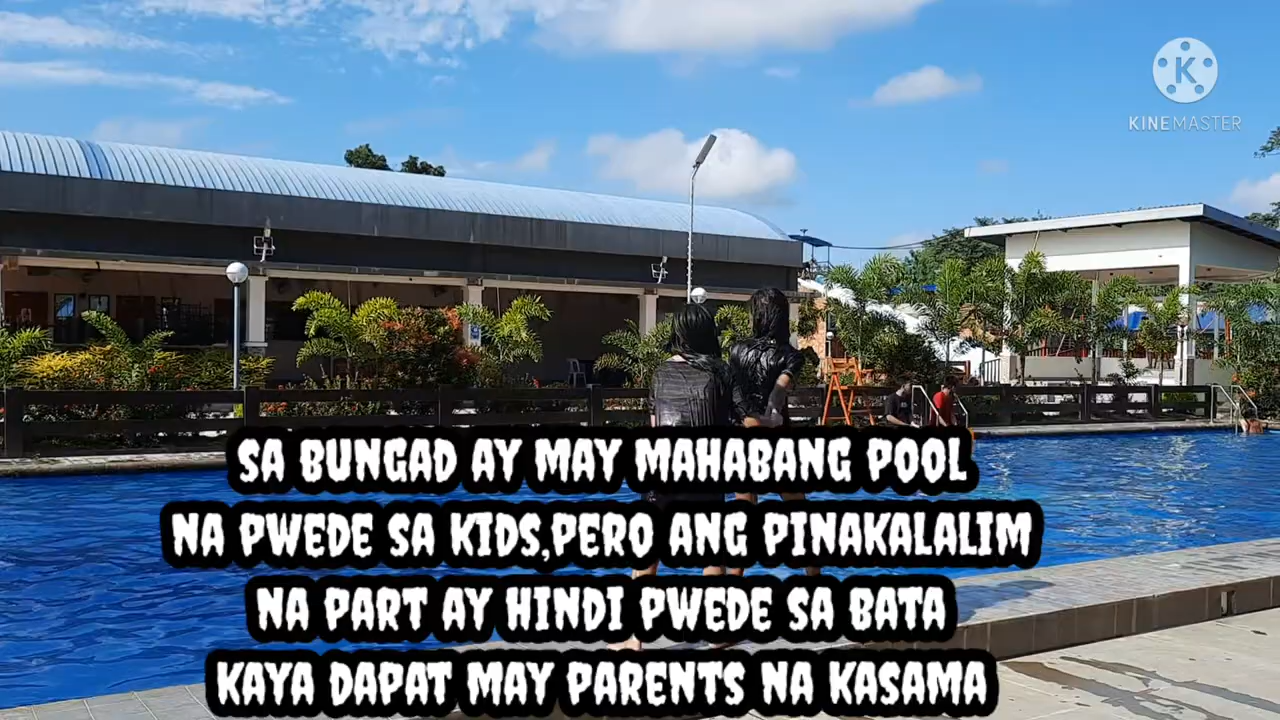 K
KINEMASTER
SA BUNGAD AY MAY MAHABANG POOL
NA PWEDE SA KIDS,PERO ANG PINAKALALIM
NA PART AY HINDI PWEDE SA BATA
KAYA DAPAT MAY PARENTS NA KASAMA